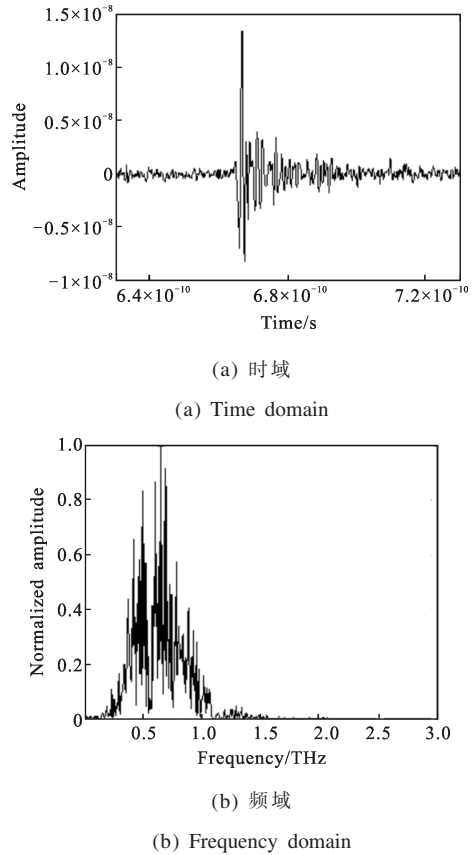 1.5×10⁻⁸
1.0×10⁻⁸
0.5×10⁻⁸
0
−0.5×10⁻⁸
−1×10⁻⁸
Amplitude
6.4×10⁻¹⁰ 6.8×10⁻¹⁰ 7.2×10⁻¹⁰
Time/s
(a) 时域
(a) Time domain
1.0
0.8
0.6
0.4
0.2
0
Normalized amplitude
0.5 1.0 1.5 2.0 2.5 3.0
Frequency/THz
(b) 频域
(b) Frequency domain